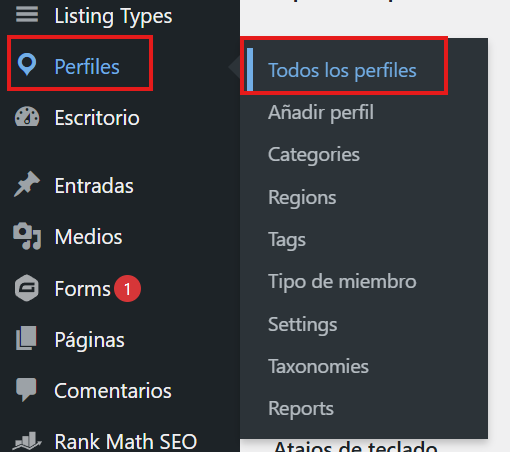 Listing Types
Perfiles
Escritorio
Entradas
Medios
Forms 1
Páginas
Comentarios
Rank Math SEO
Todos los perfiles
Añadir perfil
Categories
Regions
Tags
Tipo de miembro
Settings
Taxonomies
Reports
Atajos de teclado